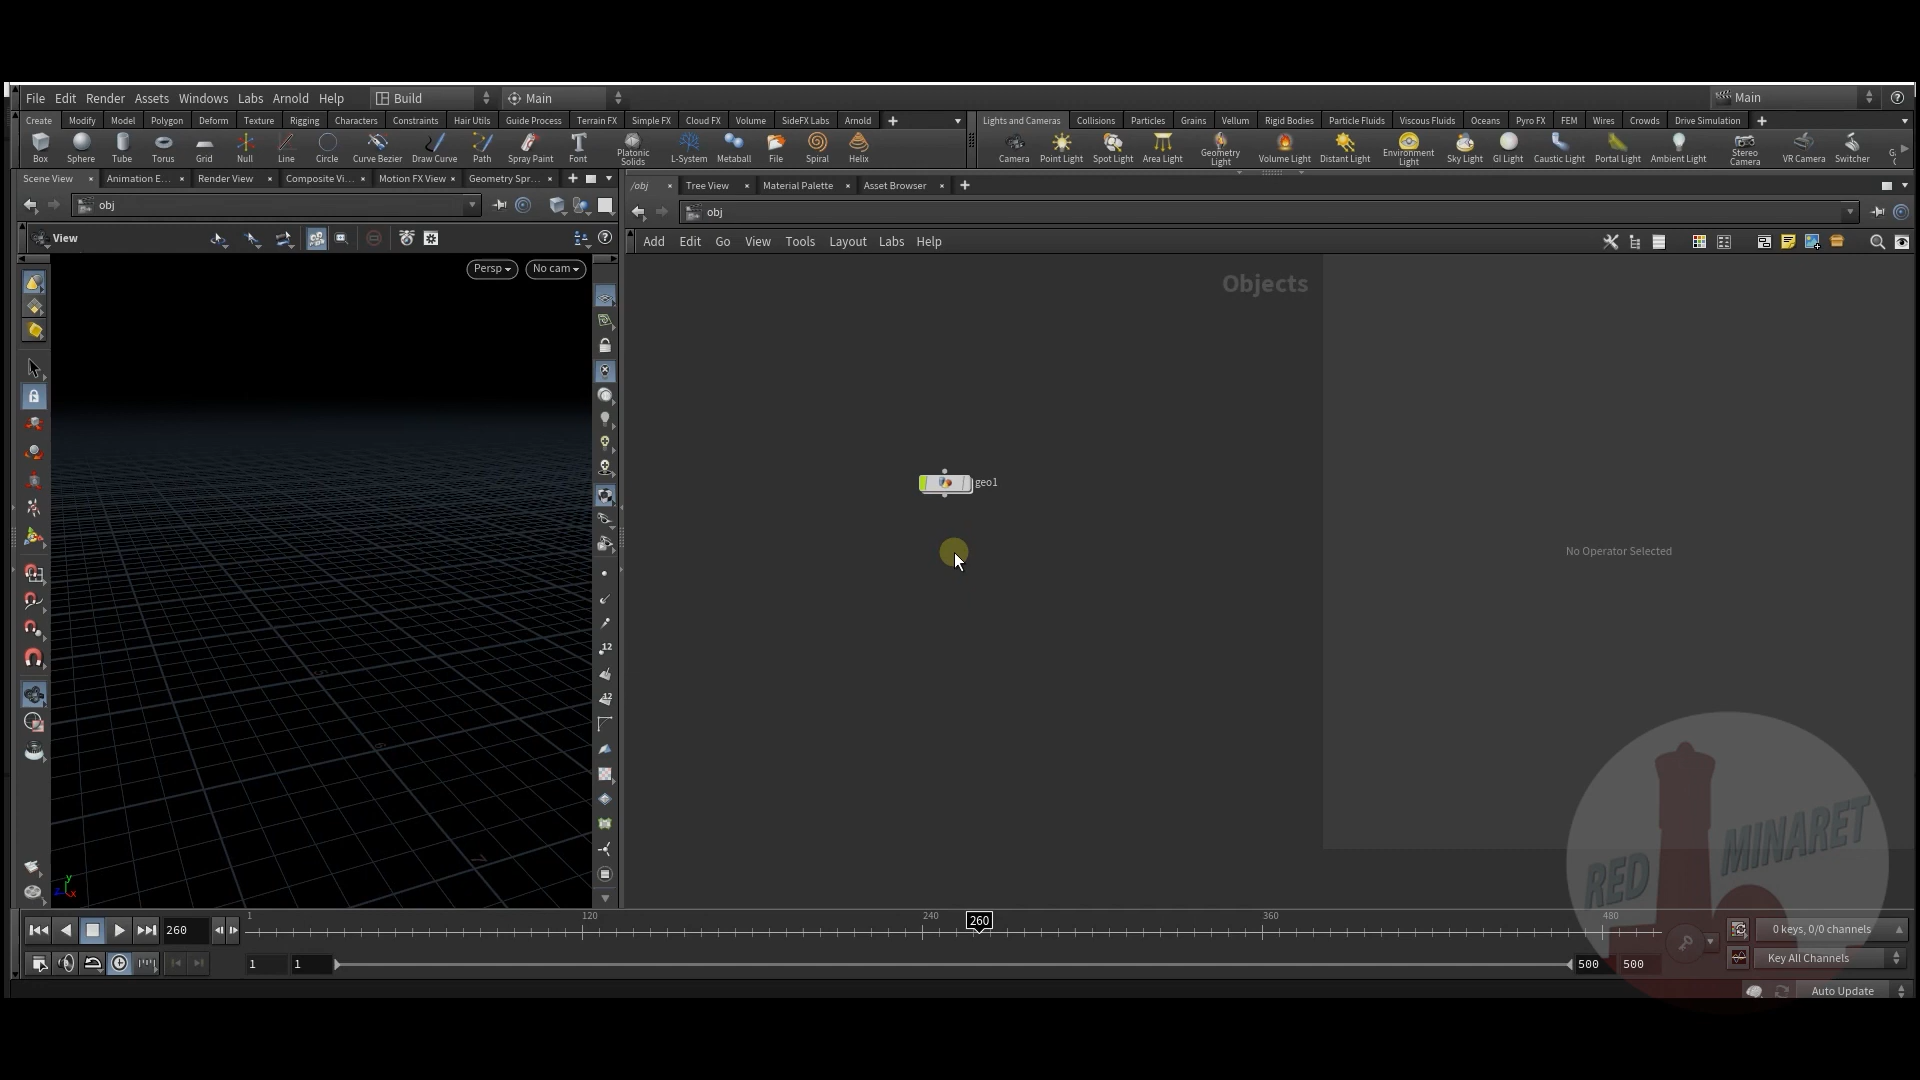 File Edit Render Assets Windows Labs Arnold Help Build Main Main
Create Modify Model Polygon Deform Texture Rigging Characters Constraints Hair Utils Guide Process Terrain FX Simple FX Cloud FX Volume SideFX Labs Arnold
Lights and Cameras Collisions Particles Grains Vellum Rigid Bodies Particle Fluids Viscous Fluids Oceans Pyro FX FEM Wires Crowds Drive Simulation
Box Sphere Tube Torus Grid Null Line Circle Curve Bezier Draw Curve Path Spray Paint Font Platonic Solids L-System Metaball File Spiral Helix
Camera Point Light Spot Light Area Light Geometry Light Volume Light Distant Light Environment Light Sky Light GI Light Caustic Light Portal Light Ambient Light Stereo Camera VR Camera Switcher
Scene View Animation E... Render View Composite Vi... Motion FX View Geometry Spr...
/obj Tree View Material Palette Asset Browser
obj
obj
View
Add Edit Go View Tools Layout Labs Help
Persp No cam
Objects
geo1
No Operator Selected
12
12
y
x
RED MINARET
260
1 120 240 260 360 480
0 keys, 0/0 channels
1 1 500 500
Key All Channels
Auto Update